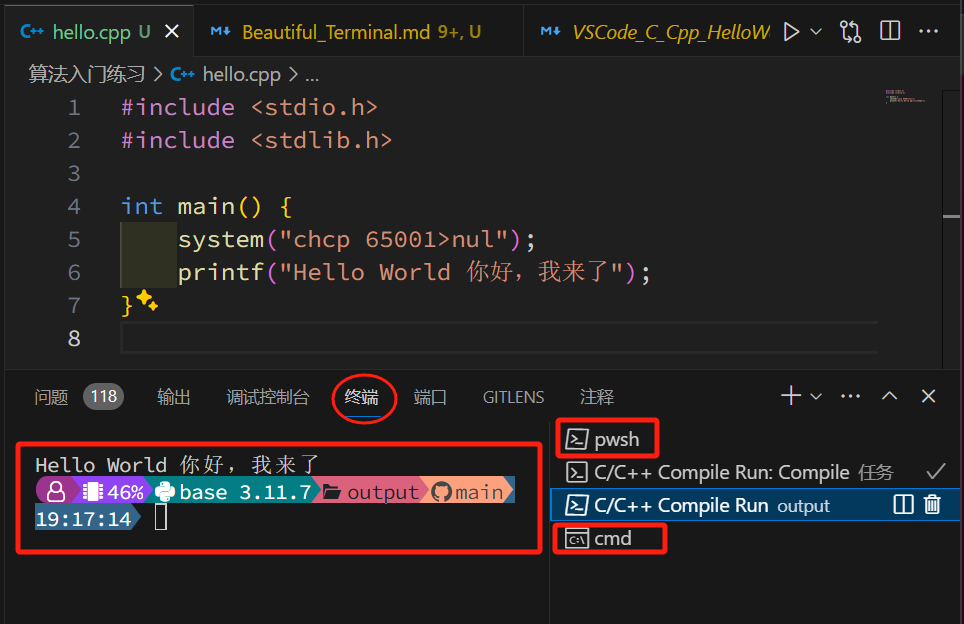 hello.cpp U Beautiful_Terminal.md 9+, U VSCode_C_Cpp_HelloW
算法入门练习 > hello.cpp > ...
1 #include <stdio.h>
2 #include <stdlib.h>
3
4 int main() {
5 system("chcp 65001>nul");
6 printf("Hello World 你好，我来了");
7 }
8
问题 118 输出 调试控制台 终端 端口 GITLENS 注释
Hello World 你好，我来了
46% base 3.11.7 output main
19:17:14
pwsh
C/C++ Compile Run: Compile 任务
C/C++ Compile Run output
cmd